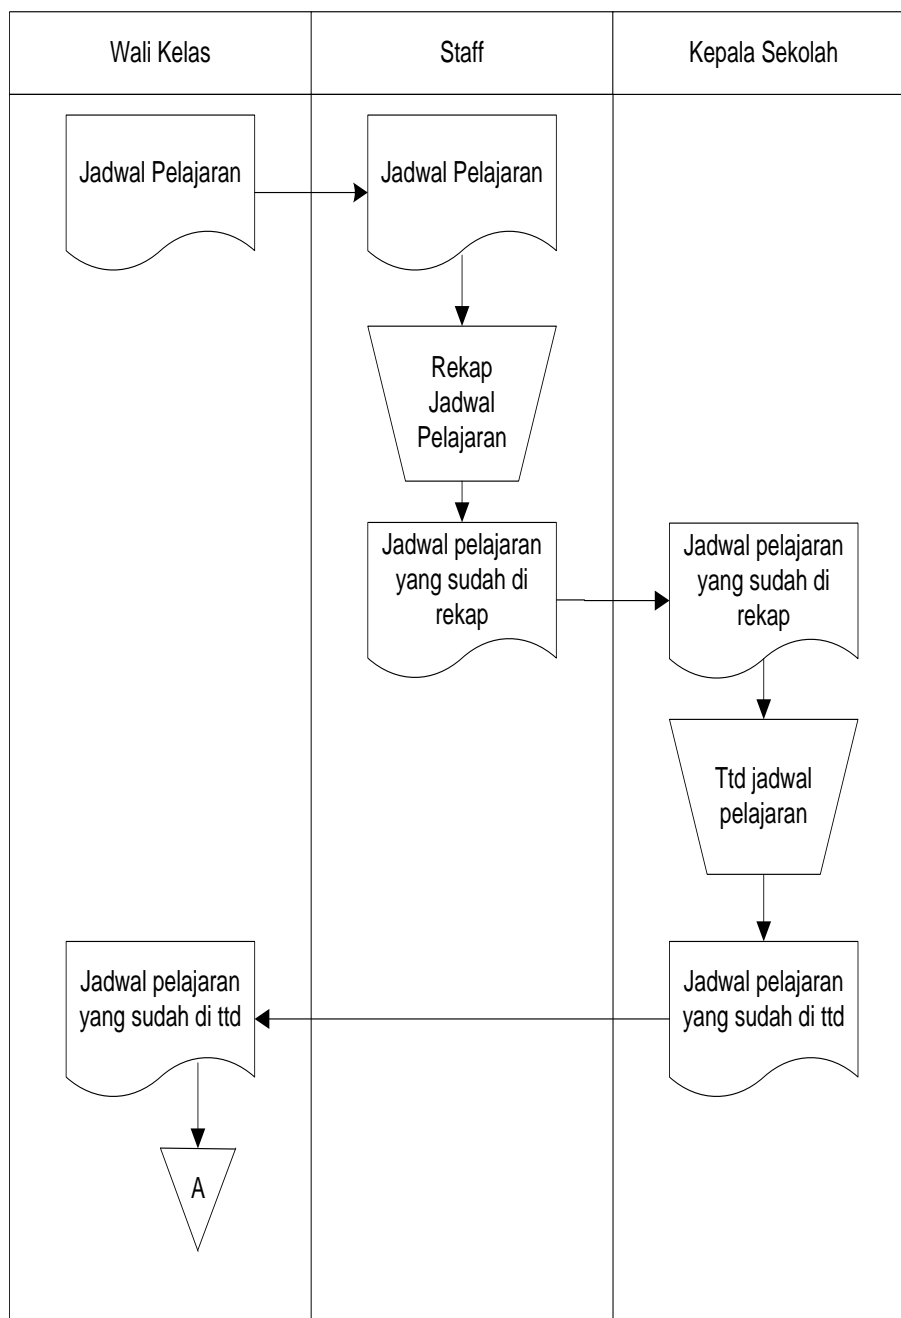 Wali Kelas
Staff
Kepala Sekolah
Jadwal Pelajaran
Jadwal Pelajaran
Rekap
Jadwal
Pelajaran
Jadwal pelajaran
yang sudah di
rekap
Jadwal pelajaran
yang sudah di
rekap
Ttd jadwal
pelajaran
Jadwal pelajaran
yang sudah di ttd
Jadwal pelajaran
yang sudah di ttd
A